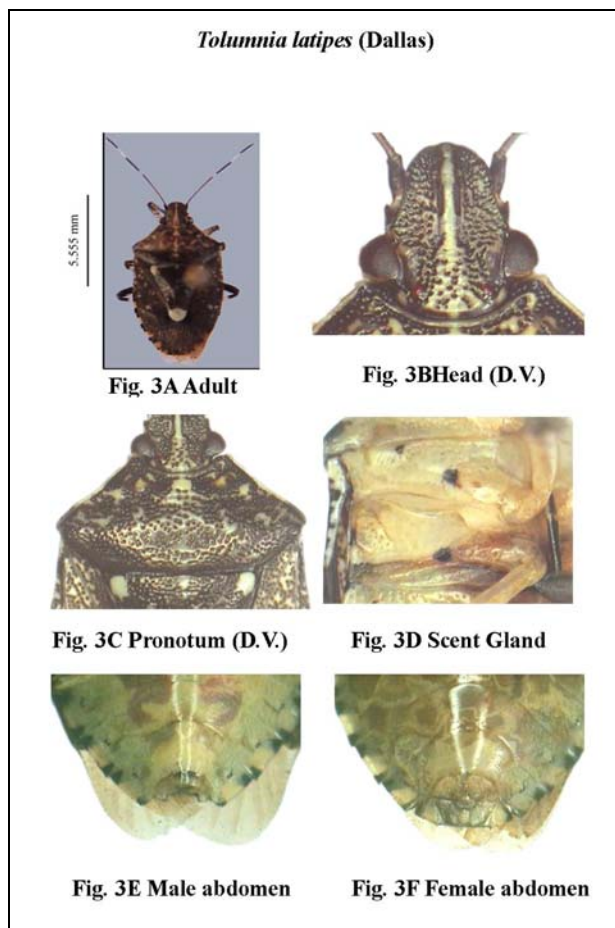 Tolumnia latipes (Dallas)
5.555 mm
Fig. 3A Adult
Fig. 3BHead (D.V.)
Fig. 3C Pronotum (D.V.)
Fig. 3D Scent Gland
Fig. 3E Male abdomen
Fig. 3F Female abdomen